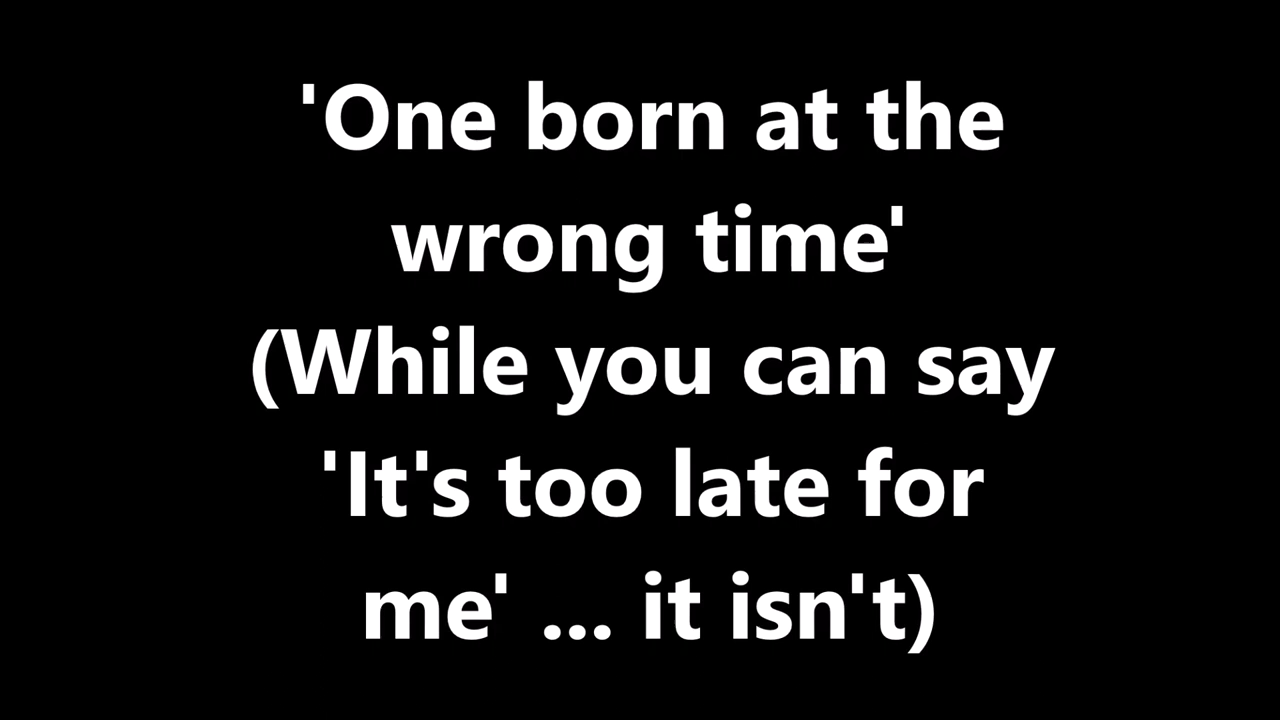 'One born at the
wrong time'
(While you can say
'It's too late for
me' ... it isn't)